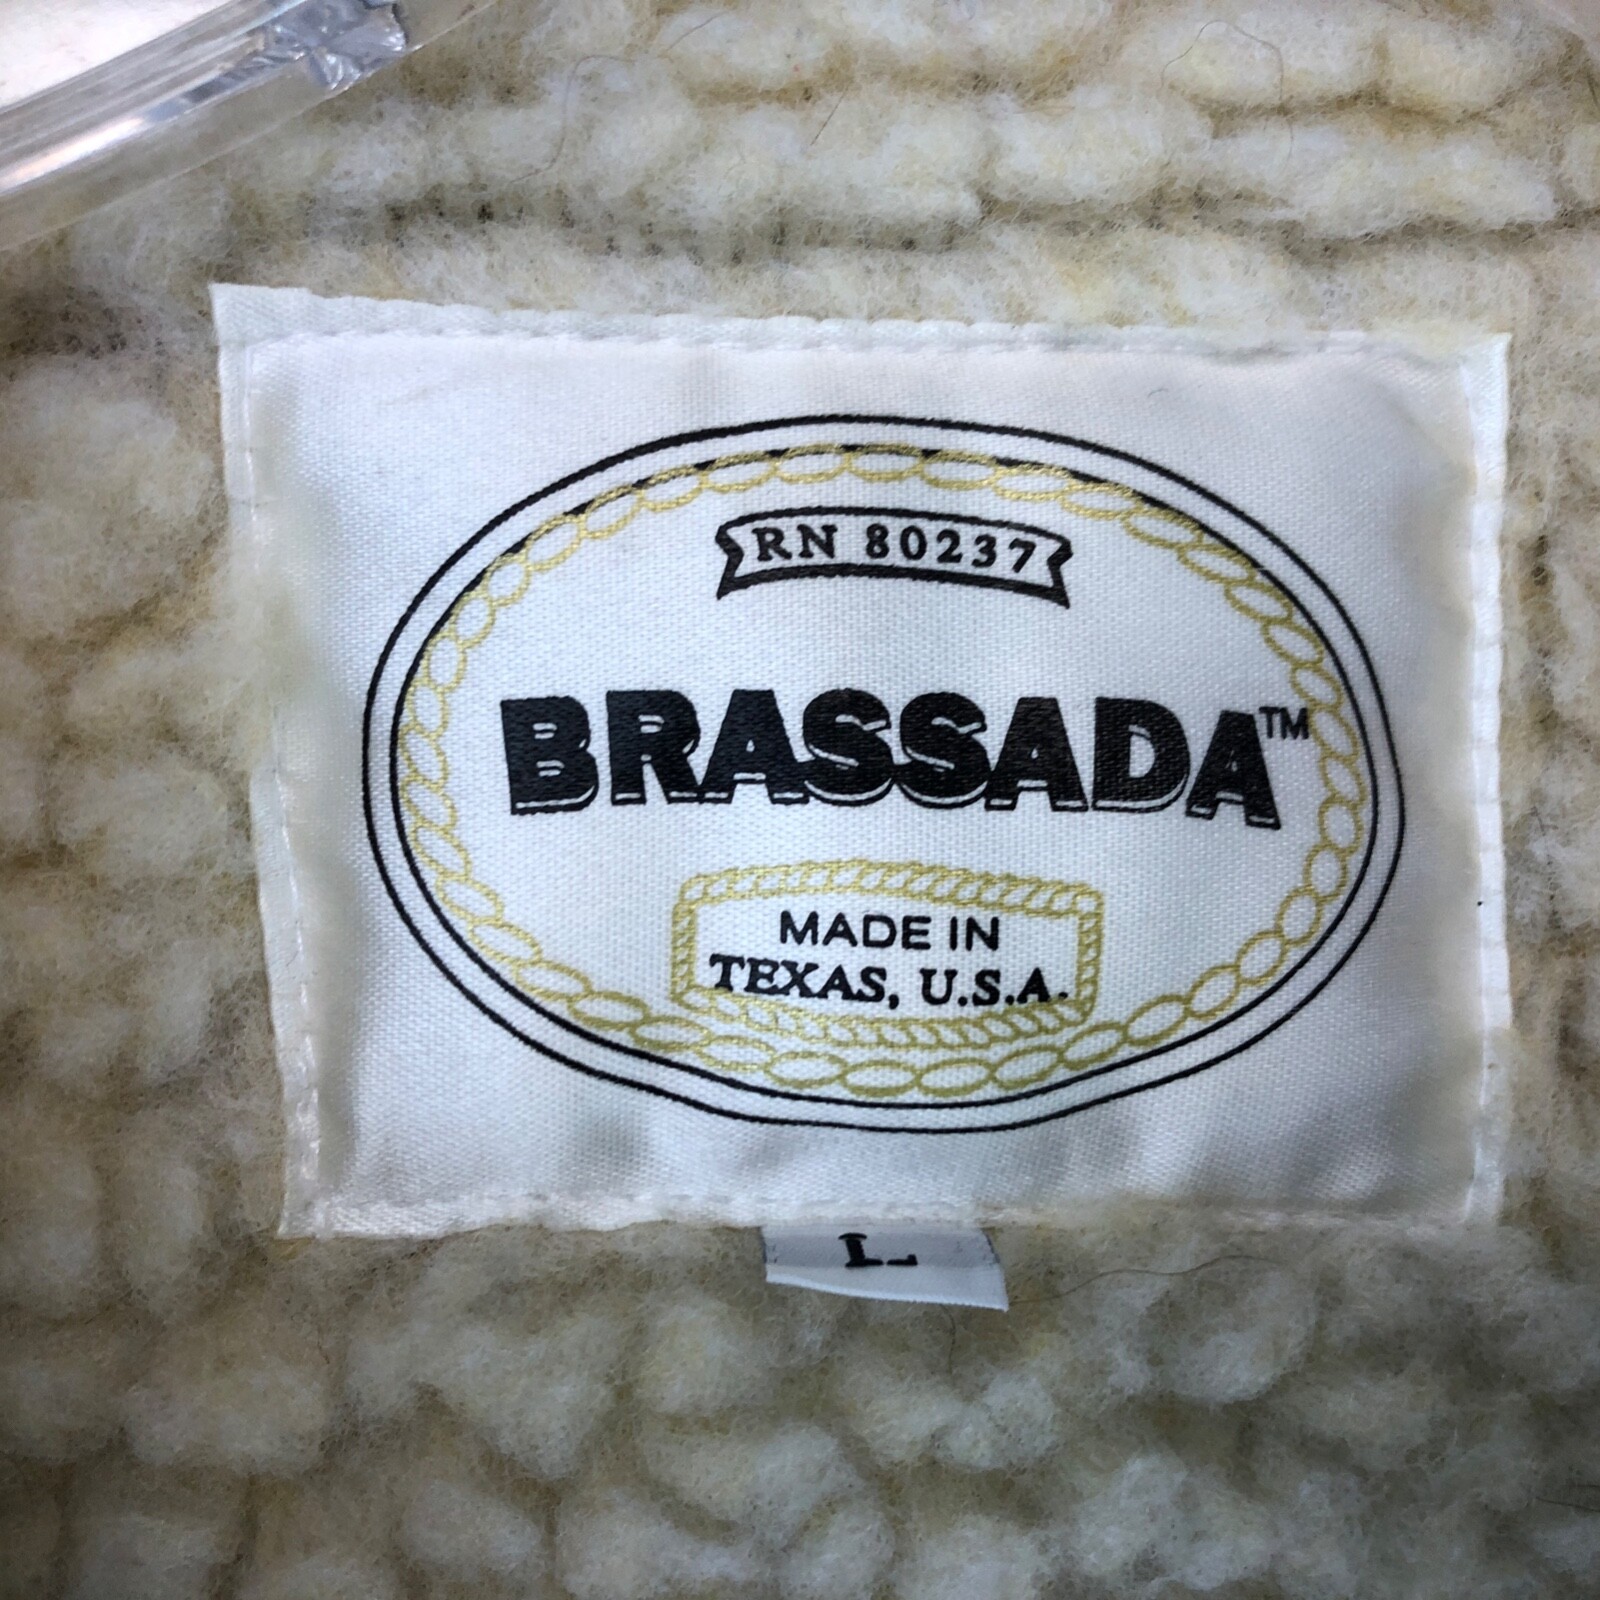 RN 80237
BRASSADA™
MADE IN
TEXAS, U.S.A.
L